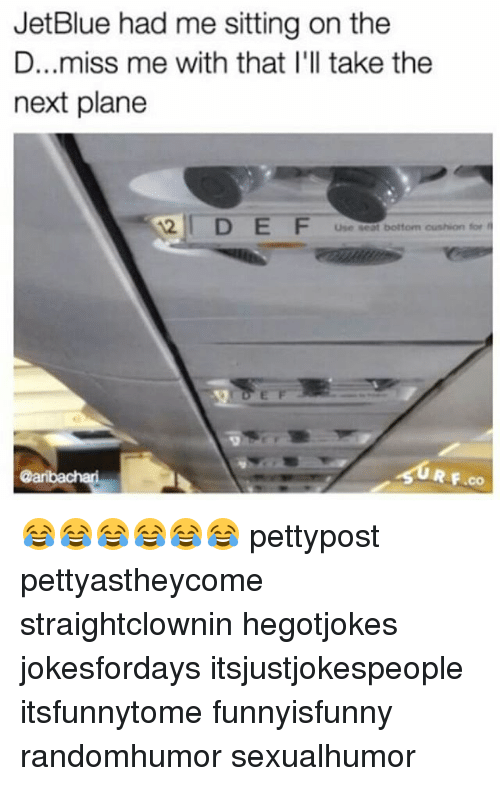 JetBlue had me sitting on the
D...miss me with that I'll take the
next plane
12 D E F Use seat bottom cushion for
D E F
@aribachari
SURF.co
😂😂😂😂😂😂 pettypost
pettyastheycome
straightclownin hegotjokes
jokesfordays itsjustjokespeople
itsfunnytome funnyisfunny
randomhumor sexualhumor